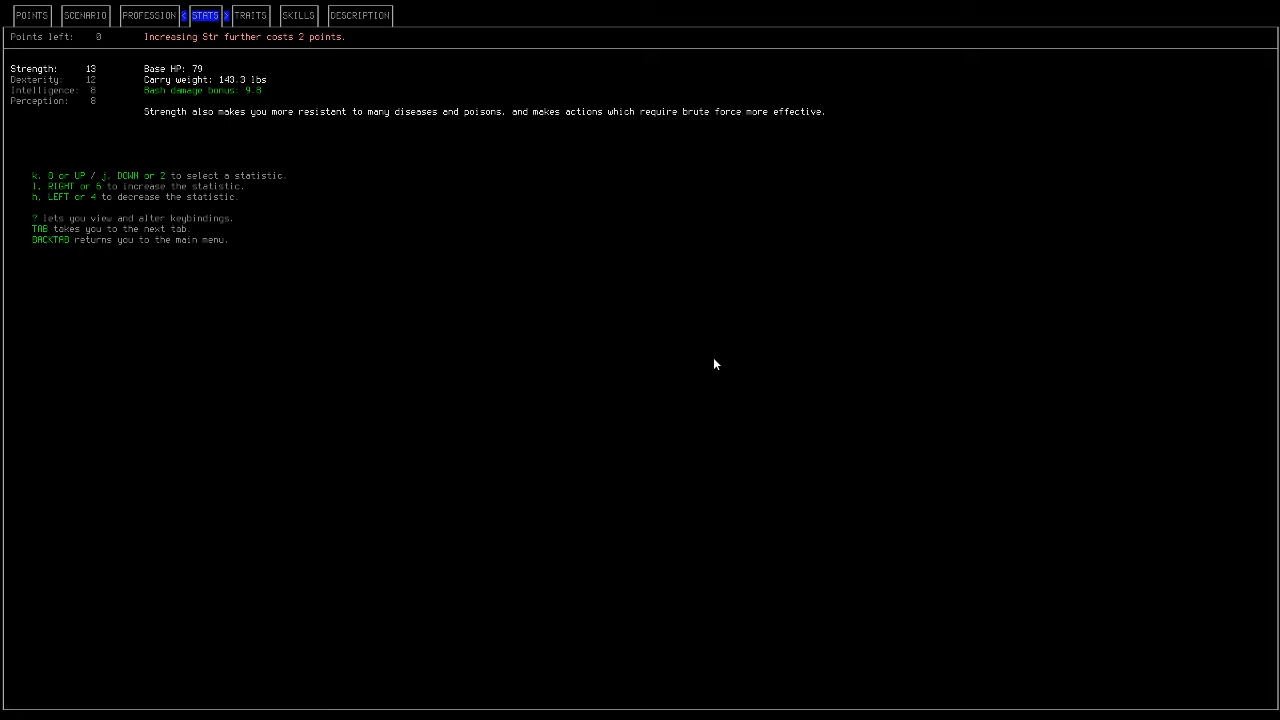 POINTS SCENARIO PROFESSION < STATS > TRAITS SKILLS DESCRIPTION
Points left: 0 Increasing Str further costs 2 points.
Strength: 13 Base HP: 79
Dexterity: 12 Carry weight: 143.3 lbs
Intelligence: 8 Bash damage bonus: 9.8
Perception: 8
Strength also makes you more resistant to many diseases and poisons, and makes actions which require brute force more effective.
k, 8 or UP / j, DOWN or 2 to select a statistic.
l, RIGHT or 6 to increase the statistic.
h, LEFT or 4 to decrease the statistic.
? lets you view and alter keybindings.
TAB takes you to the next tab.
BACKTAB returns you to the main menu.